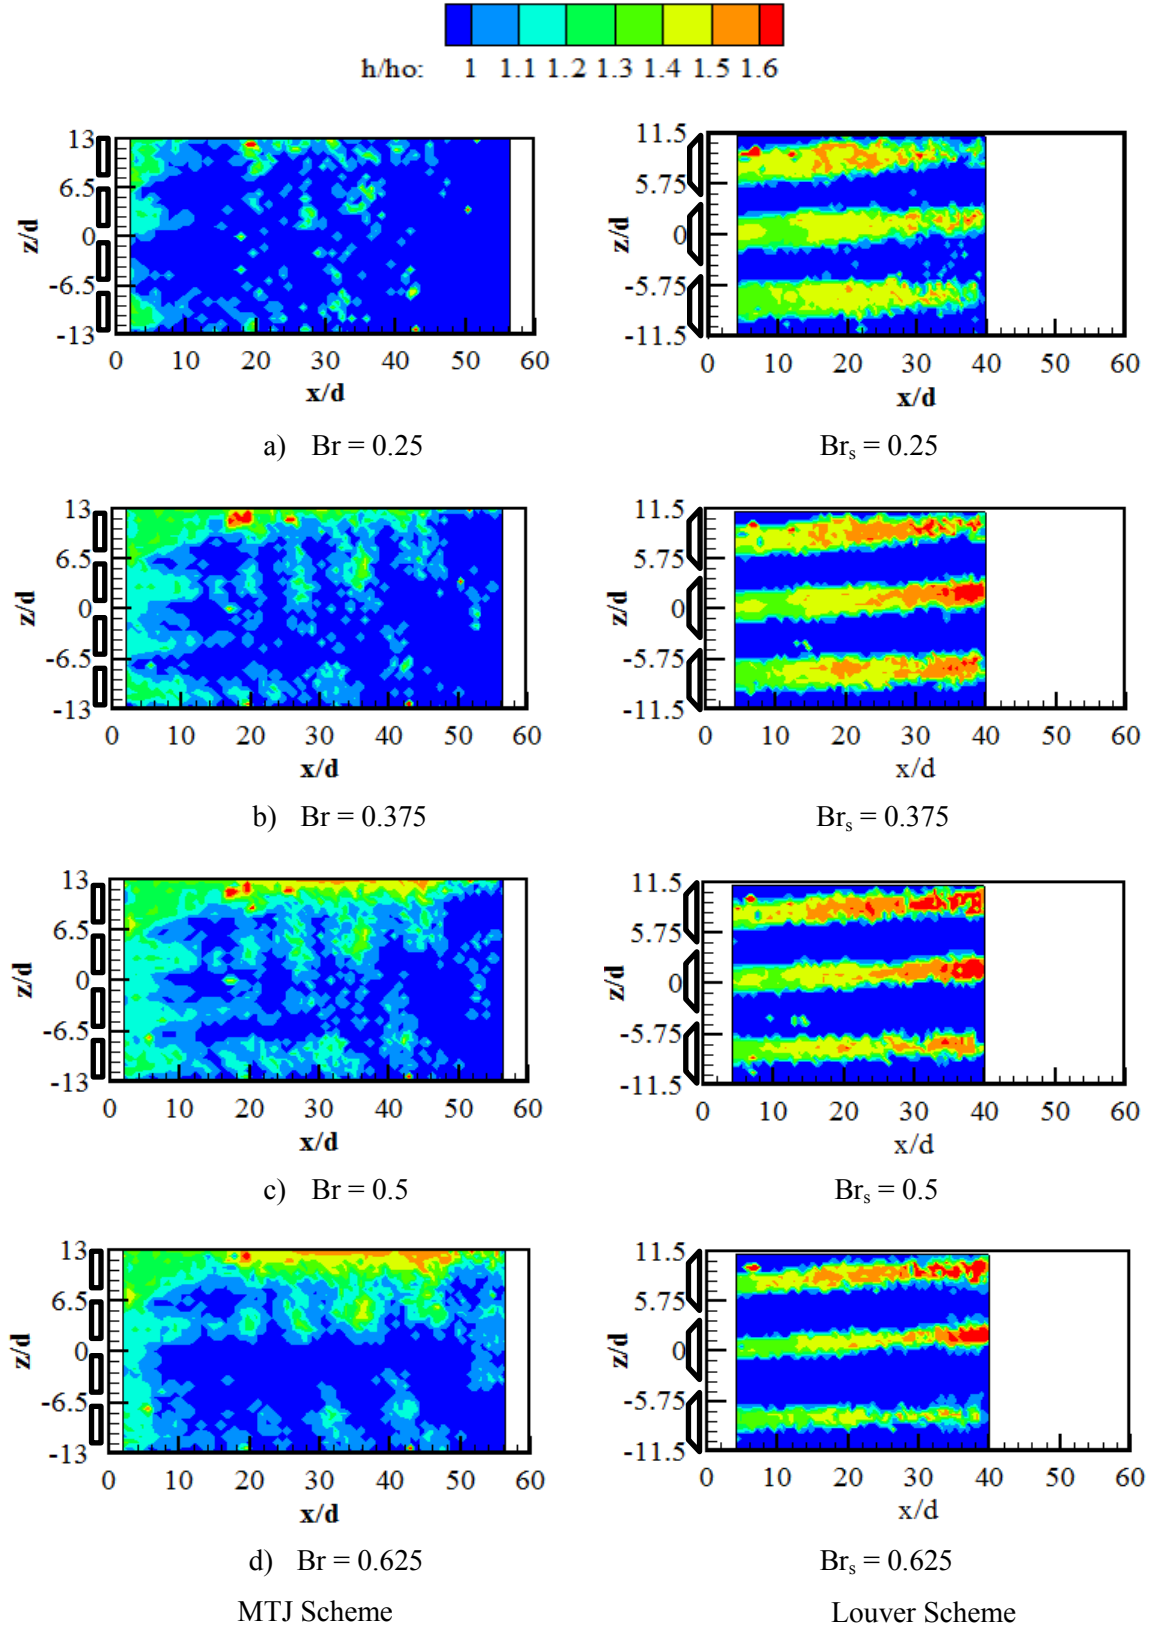 h/ho: 1 1.1 1.2 1.3 1.4 1.5 1.6
13
6.5
0
-6.5
-13
z/d
0 10 20 30 40 50 60
x/d
11.5
5.75
0
-5.75
-11.5
z/d
0 10 20 30 40 50 60
x/d
a) Br = 0.25
Brs = 0.25
13
6.5
0
-6.5
-13
z/d
0 10 20 30 40 50 60
x/d
11.5
5.75
0
-5.75
-11.5
z/d
0 10 20 30 40 50 60
x/d
b) Br = 0.375
Brs = 0.375
13
6.5
0
-6.5
-13
z/d
0 10 20 30 40 50 60
x/d
11.5
5.75
0
-5.75
-11.5
z/d
0 10 20 30 40 50 60
x/d
c) Br = 0.5
Brs = 0.5
13
6.5
0
-6.5
-13
z/d
0 10 20 30 40 50 60
x/d
11.5
5.75
0
-5.75
-11.5
z/d
0 10 20 30 40 50 60
x/d
d) Br = 0.625
Brs = 0.625
MTJ Scheme
Louver Scheme